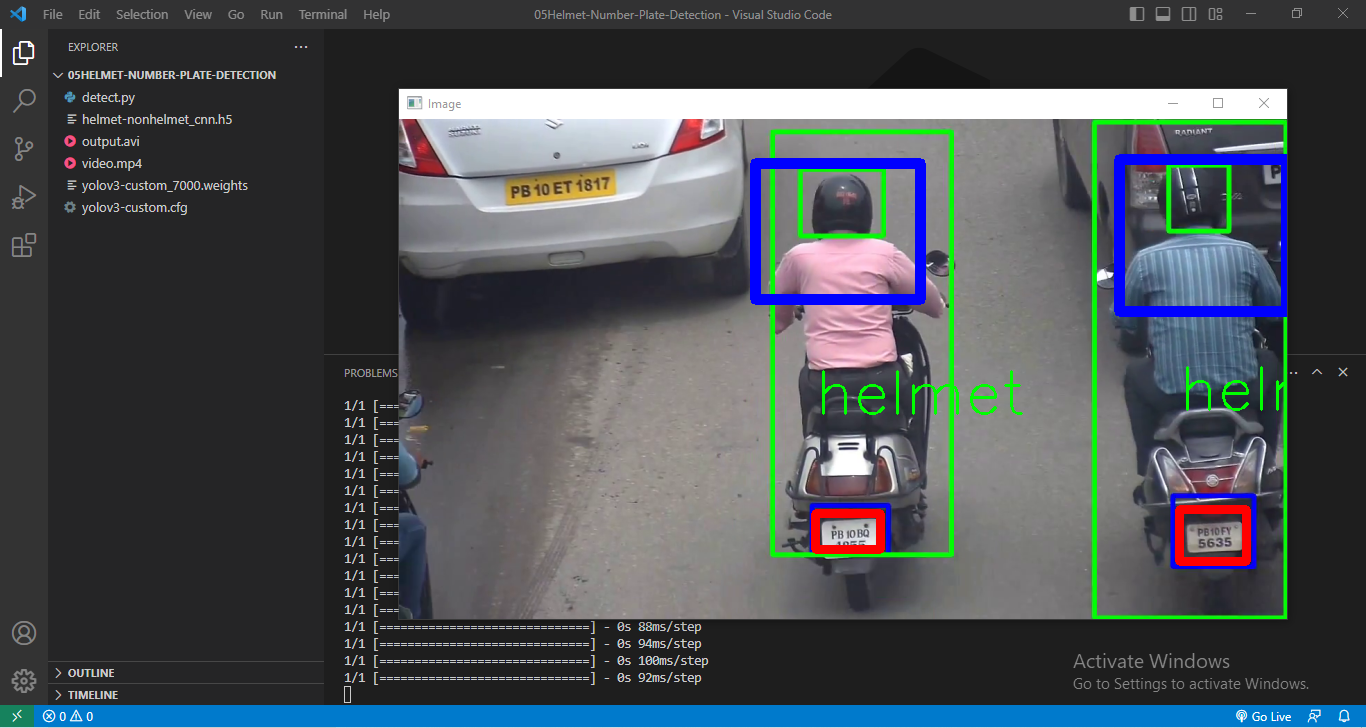 File Edit Selection View Go Run Terminal Help
05Helmet-Number-Plate-Detection - Visual Studio Code
EXPLORER
05HELMET-NUMBER-PLATE-DETECTION
detect.py
helmet-nonhelmet_cnn.h5
output.avi
video.mp4
yolov3-custom_7000.weights
yolov3-custom.cfg
OUTLINE
TIMELINE
Image
SUZUKI
PB 10 ET 1817
RADIANT
helmet
helm
PB 10 BQ
1855
PB10FY
5635
PROBLEMS
1/1 [===
1/1 [===
1/1 [===
1/1 [===
1/1 [===
1/1 [===
1/1 [===
1/1 [===
1/1 [===
1/1 [===
1/1 [===
1/1 [===
1/1 [===
1/1 [==============================] - 0s 88ms/step
1/1 [==============================] - 0s 94ms/step
1/1 [==============================] - 0s 100ms/step
1/1 [==============================] - 0s 92ms/step
Activate Windows
Go to Settings to activate Windows.
0 0
Go Live